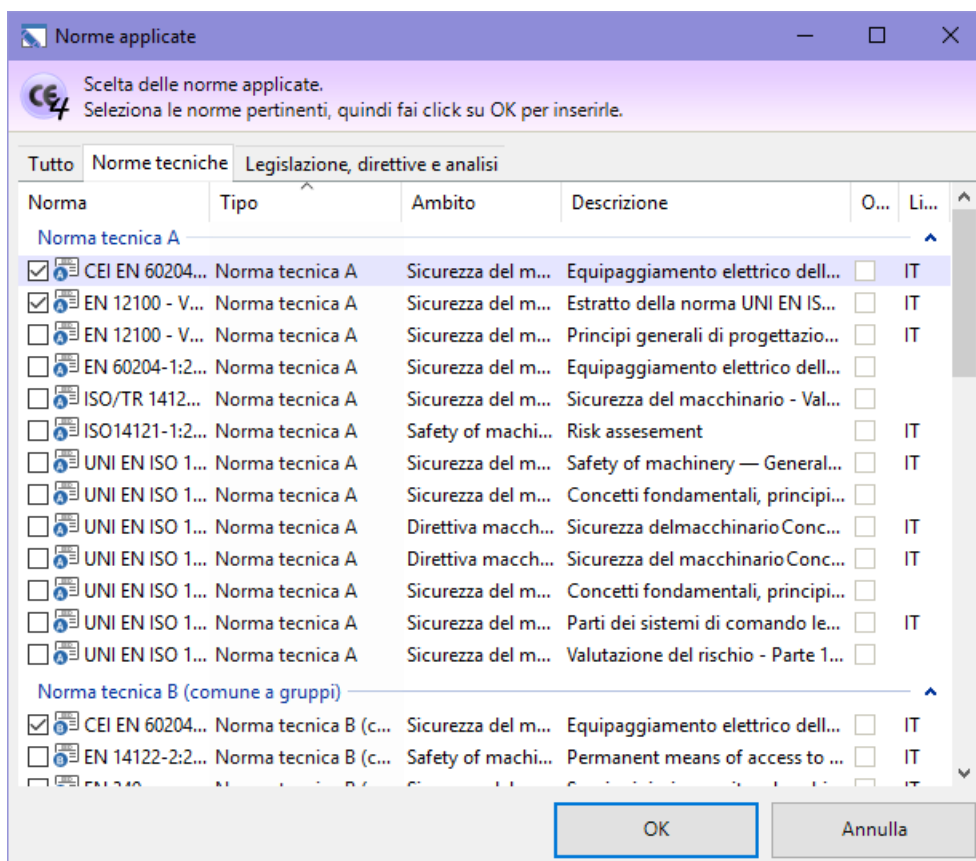 Norme applicate
CE4
Scelta delle norme applicate.
Seleziona le norme pertinenti, quindi fai click su OK per inserirle.
Tutto Norme tecniche Legislazione, direttive e analisi
Norma Tipo Ambito Descrizione O... Li...
Norma tecnica A
CEI EN 60204... Norma tecnica A Sicurezza del m... Equipaggiamento elettrico dell... IT
EN 12100 - V... Norma tecnica A Sicurezza del m... Estratto della norma UNI EN IS... IT
EN 12100 - V... Norma tecnica A Sicurezza del m... Principi generali di progettazio... IT
EN 60204-1:2... Norma tecnica A Sicurezza del m... Equipaggiamento elettrico dell...
ISO/TR 1412... Norma tecnica A Sicurezza del m... Sicurezza del macchinario - Val...
ISO14121-1:2... Norma tecnica A Safety of machi... Risk assesement IT
UNI EN ISO 1... Norma tecnica A Sicurezza del m... Safety of machinery — General... IT
UNI EN ISO 1... Norma tecnica A Sicurezza del m... Concetti fondamentali, principi...
UNI EN ISO 1... Norma tecnica A Direttiva macch... Sicurezza delmacchinario Conc... IT
UNI EN ISO 1... Norma tecnica A Direttiva macch... Sicurezza del macchinario Conc... IT
UNI EN ISO 1... Norma tecnica A Sicurezza del m... Concetti fondamentali, principi...
UNI EN ISO 1... Norma tecnica A Sicurezza del m... Parti dei sistemi di comando le... IT
UNI EN ISO 1... Norma tecnica A Sicurezza del m... Valutazione del rischio - Parte 1...
Norma tecnica B (comune a gruppi)
CEI EN 60204... Norma tecnica B (c... Sicurezza del m... Equipaggiamento elettrico dell... IT
EN 14122-2:2... Norma tecnica B (c... Safety of machi... Permanent means of access to ... IT
OK Annulla